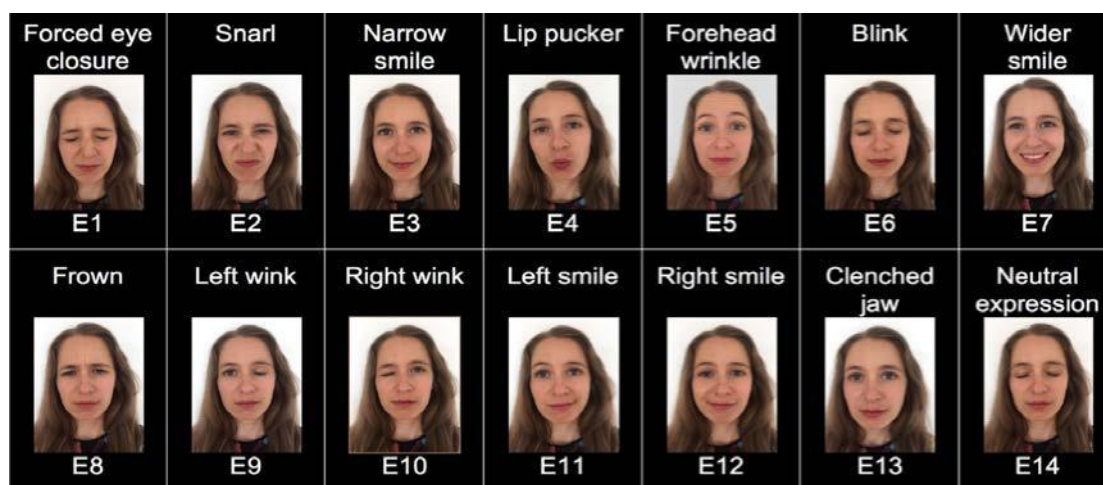 Forced eye
closure
E1
Snarl
E2
Narrow
smile
E3
Lip pucker
E4
Forehead
wrinkle
E5
Blink
E6
Wider
smile
E7
Frown
E8
Left wink
E9
Right wink
E10
Left smile
E11
Right smile
E12
Clenched
jaw
E13
Neutral
expression
E14